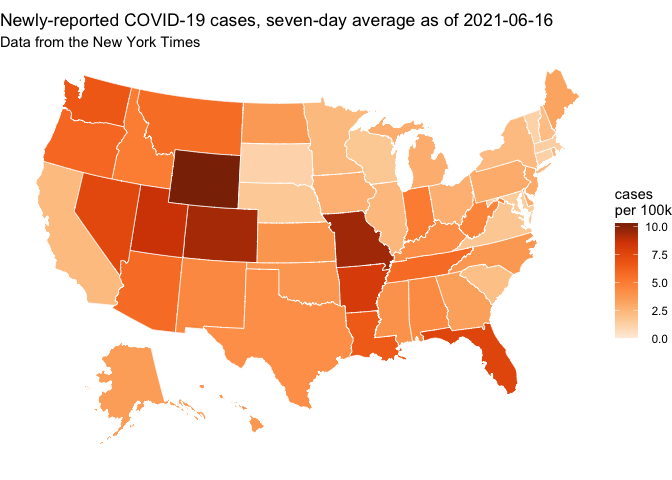 Newly-reported COVID-19 cases, seven-day average as of 2021-06-16
Data from the New York Times
cases
per 100k
10.0
7.5
5.0
2.5
0.0